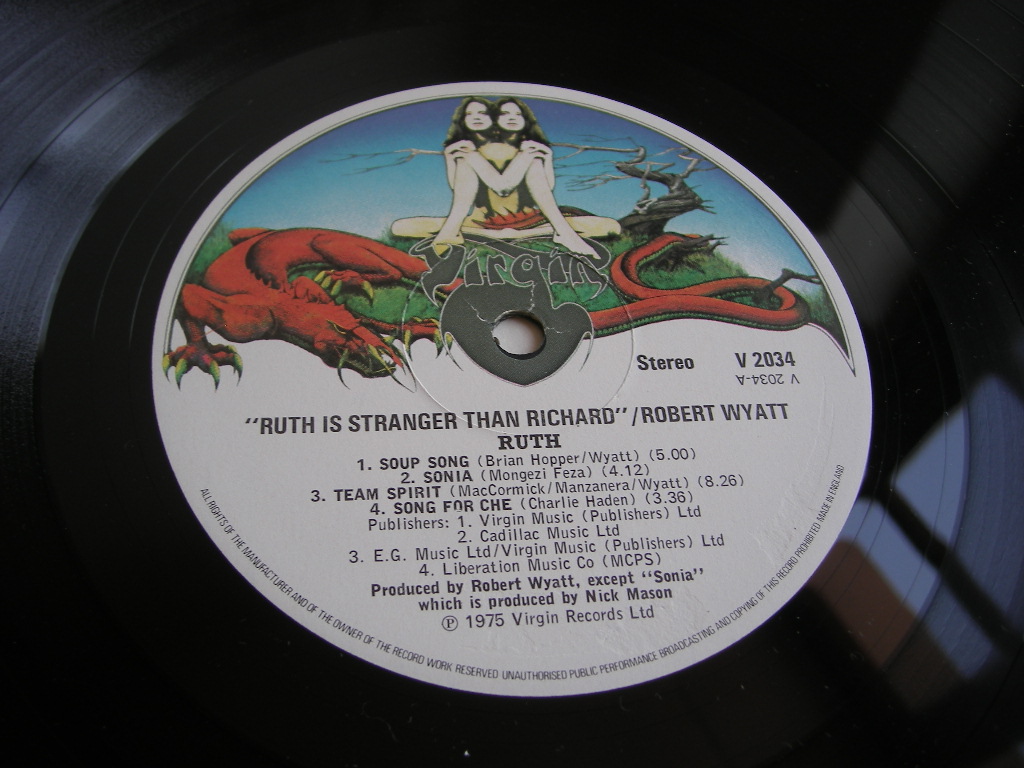 Virgin
Stereo V 2034
V 2034-A
"RUTH IS STRANGER THAN RICHARD"/ROBERT WYATT
RUTH
1. SOUP SONG (Brian Hopper/Wyatt) (5.00)
2. SONIA (Mongezi Feza) (4.12)
3. TEAM SPIRIT (MacCormick/Manzanera/Wyatt) (8.26)
4. SONG FOR CHE (Charlie Haden) (3.36)
Publishers: 1. Virgin Music (Publishers) Ltd
2. Cadillac Music Ltd
3. E.G. Music Ltd/Virgin Music (Publishers) Ltd
4. Liberation Music Co (MCPS)
Produced by Robert Wyatt, except "Sonia"
which is produced by Nick Mason
℗ 1975 Virgin Records Ltd
ALL RIGHTS OF THE MANUFACTURER AND OF THE OWNER OF THE RECORD WORK RESERVED UNAUTHORISED PUBLIC PERFORMANCE BROADCASTING AND COPYING OF THIS RECORD PROHIBITED-MADE IN ENGLAND